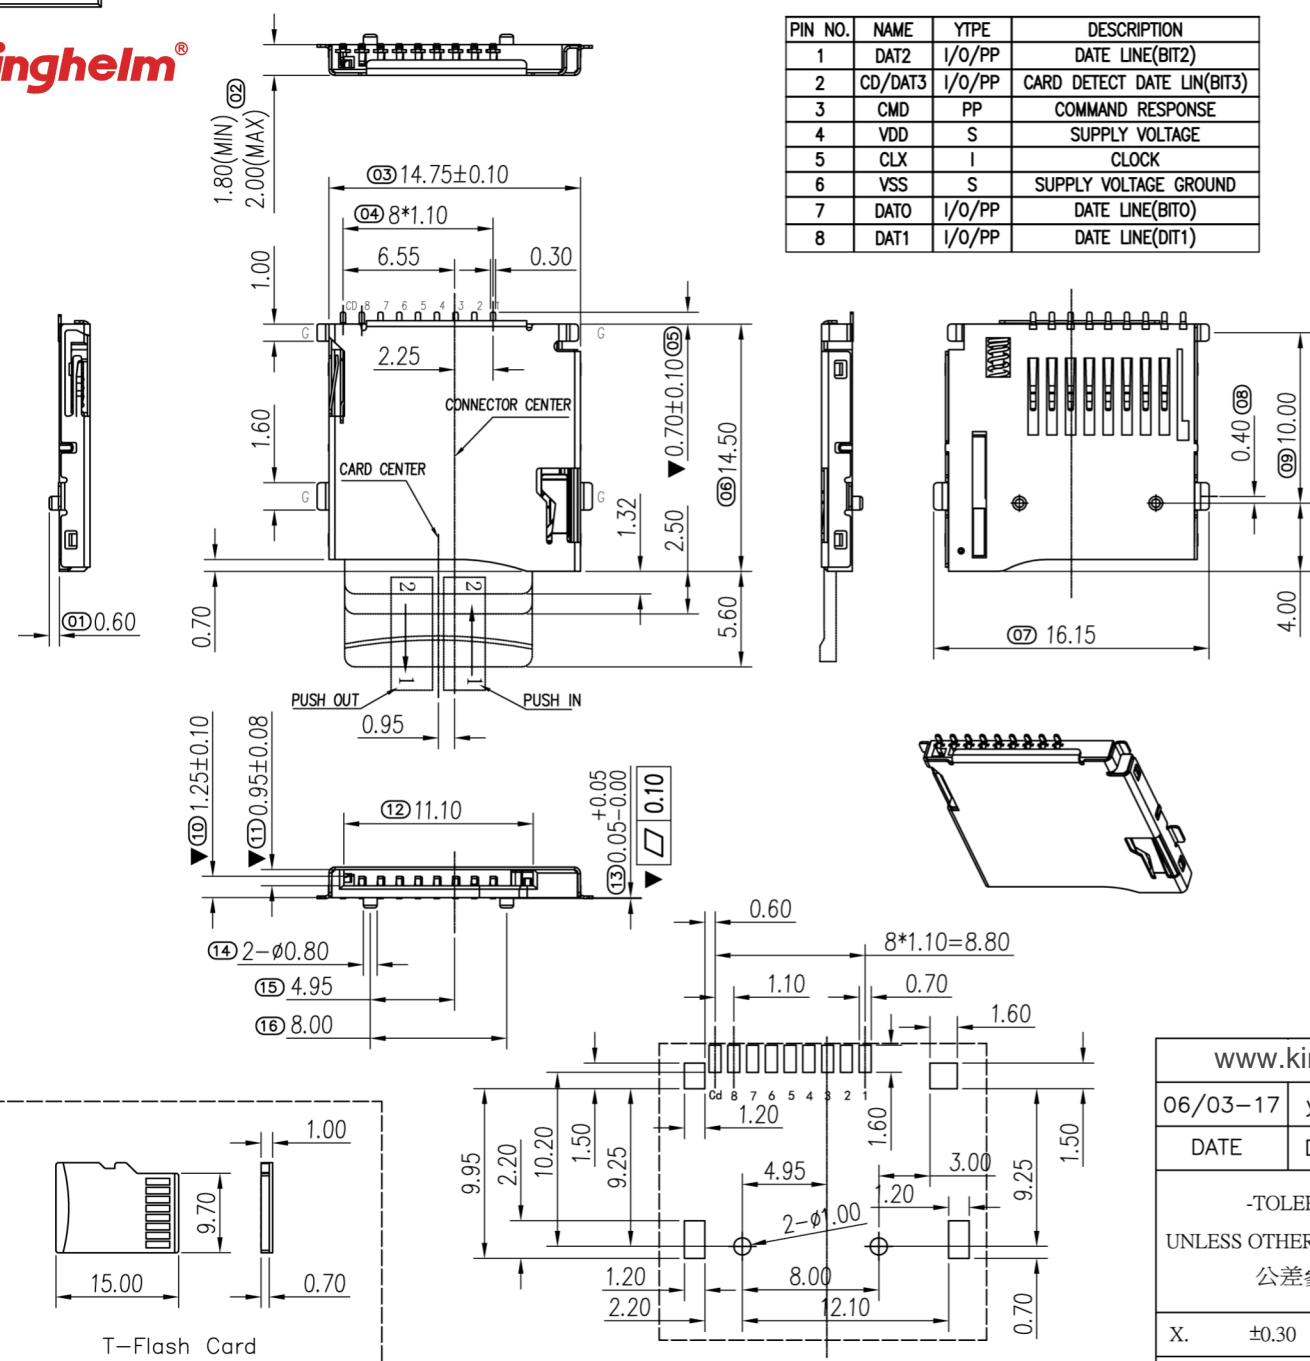 inghelm®
PIN NO. NAME YTPE DESCRIPTION
1 DAT2 I/O/PP DATE LINE(BIT2)
2 CD/DAT3 I/O/PP CARD DETECT DATE LIN(BIT3)
3 CMD PP COMMAND RESPONSE
4 VDD S SUPPLY VOLTAGE
5 CLX I CLOCK
6 VSS S SUPPLY VOLTAGE GROUND
7 DAT0 I/O/PP DATE LINE(BIT0)
8 DAT1 I/O/PP DATE LINE(DIT1)
1.80(MIN) 02
2.00(MAX)
03 14.75±0.10
04 8*1.10
6.55 0.30
1.00
CD 8 7 6 5 4 3 2 1
G G
2.25
CONNECTOR CENTER
▼0.70±0.10 05
1.60
CARD CENTER
G G
06 14.50
1.32
2.50
0.40 08
09 10.00
01 0.60
0.70
5.60
4.00
07 16.15
2 2
1 1
PUSH OUT PUSH IN
0.95
▼10 1.25±0.10
▼11 0.95±0.08
12 11.10
13 0.05 +0.05 -0.00
▼ ▱ 0.10
14 2-ø0.80
15 4.95
16 8.00
0.60
8*1.10=8.80
1.10 0.70
1.60
Cd 8 7 6 5 4 3 2 1
1.20
1.60
1.50
9.95
2.20
10.20
1.50
9.25
4.95
3.00
1.20
9.25
2-ø1.00
1.20 8.00
2.20 12.10
0.70
1.00
9.70
15.00 0.70
T-Flash Card
www.ki
06/03-17
DATE
-TOLE
UNLESS OTHER
公差
X. ±0.30